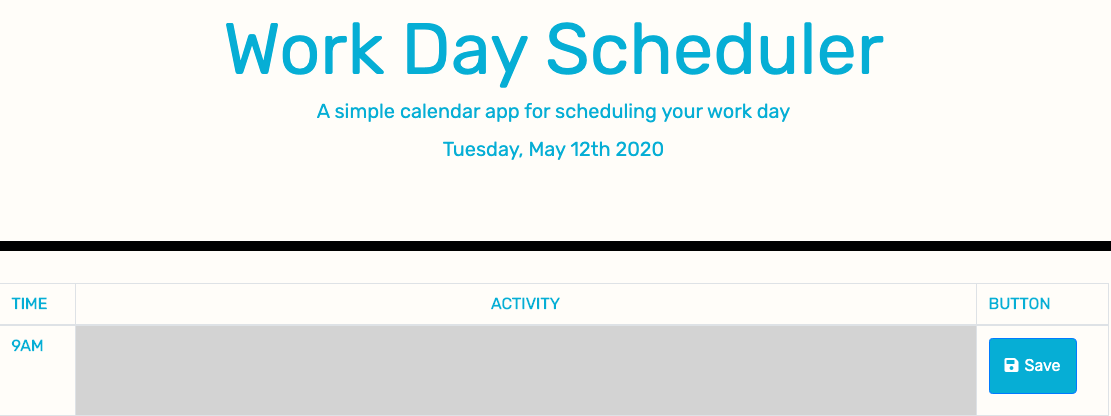 Work Day Scheduler
A simple calendar app for scheduling your work day
Tuesday, May 12th 2020
TIME ACTIVITY BUTTON
9AM Save